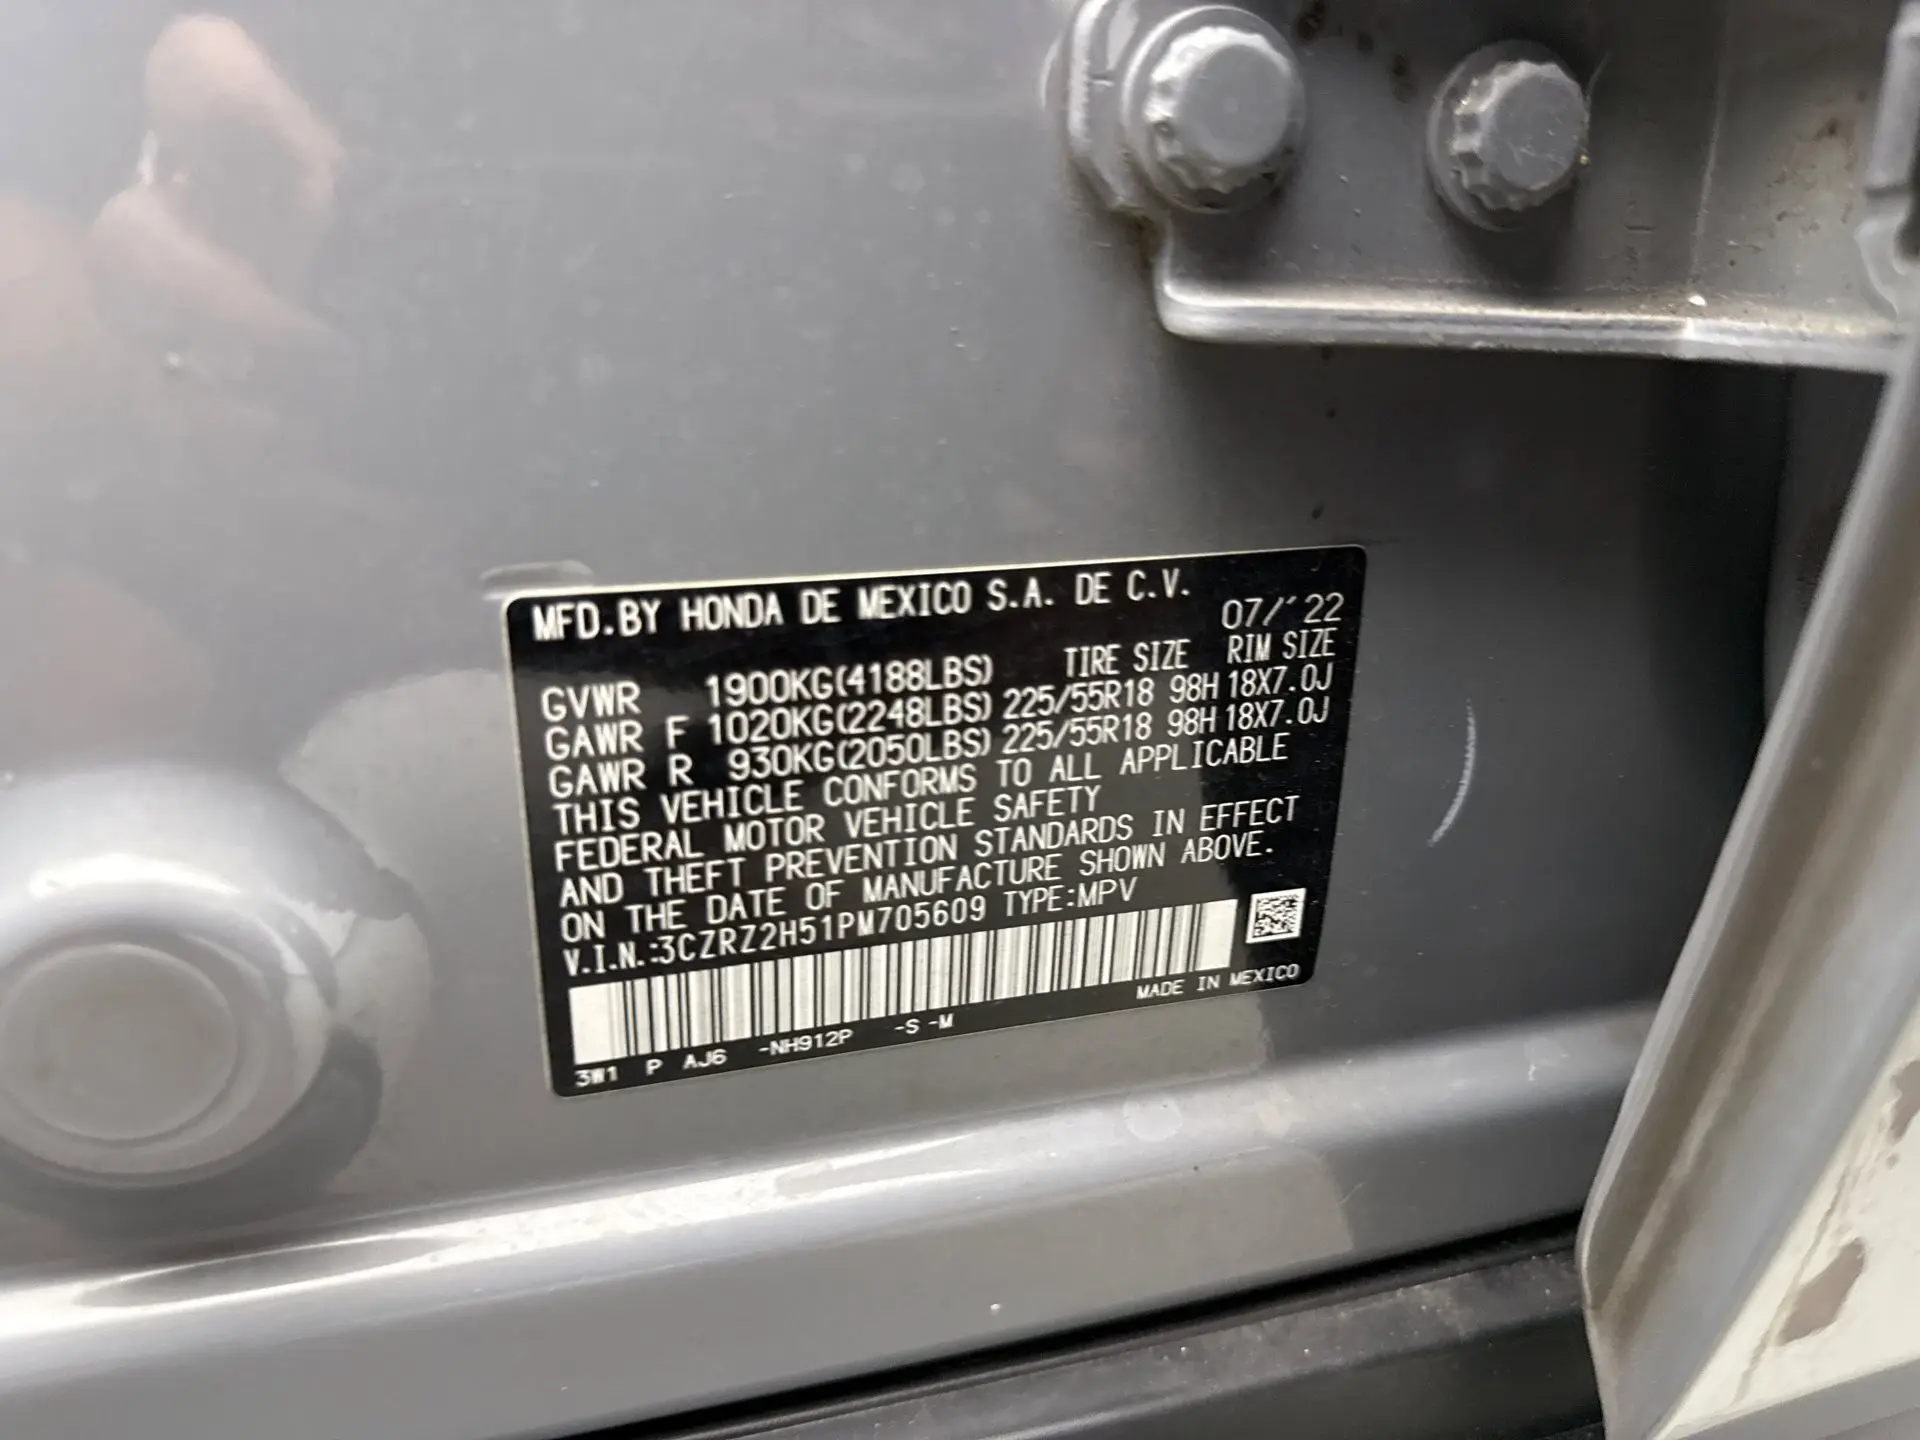 MFD.BY HONDA DE MEXICO S.A. DE C.V.
07/'22
TIRE SIZE RIM SIZE
GVWR 1900KG(4188LBS)
GAWR F 1020KG(2248LBS) 225/55R18 98H 18X7.0J
GAWR R 930KG(2050LBS) 225/55R18 98H 18X7.0J
THIS VEHICLE CONFORMS TO ALL APPLICABLE
FEDERAL MOTOR VEHICLE SAFETY
AND THEFT PREVENTION STANDARDS IN EFFECT
ON THE DATE OF MANUFACTURE SHOWN ABOVE.
V.I.N.:3CZRZ2H51PM705609 TYPE:MPV
MADE IN MEXICO
3W1 P AJ6 -NH912P -S -M